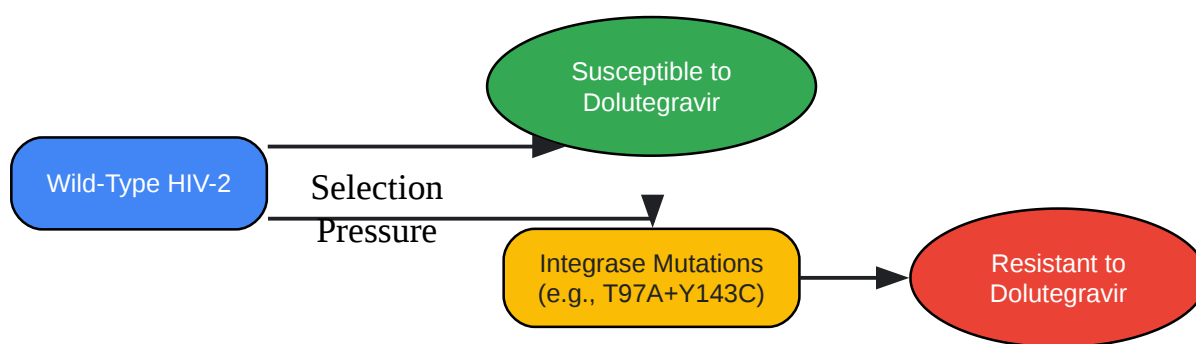 Susceptible to
Dolutegravir
Wild-Type HIV-2
Selection
Pressure
Integrase Mutations
(e.g., T97A+Y143C)
Resistant to
Dolutegravir